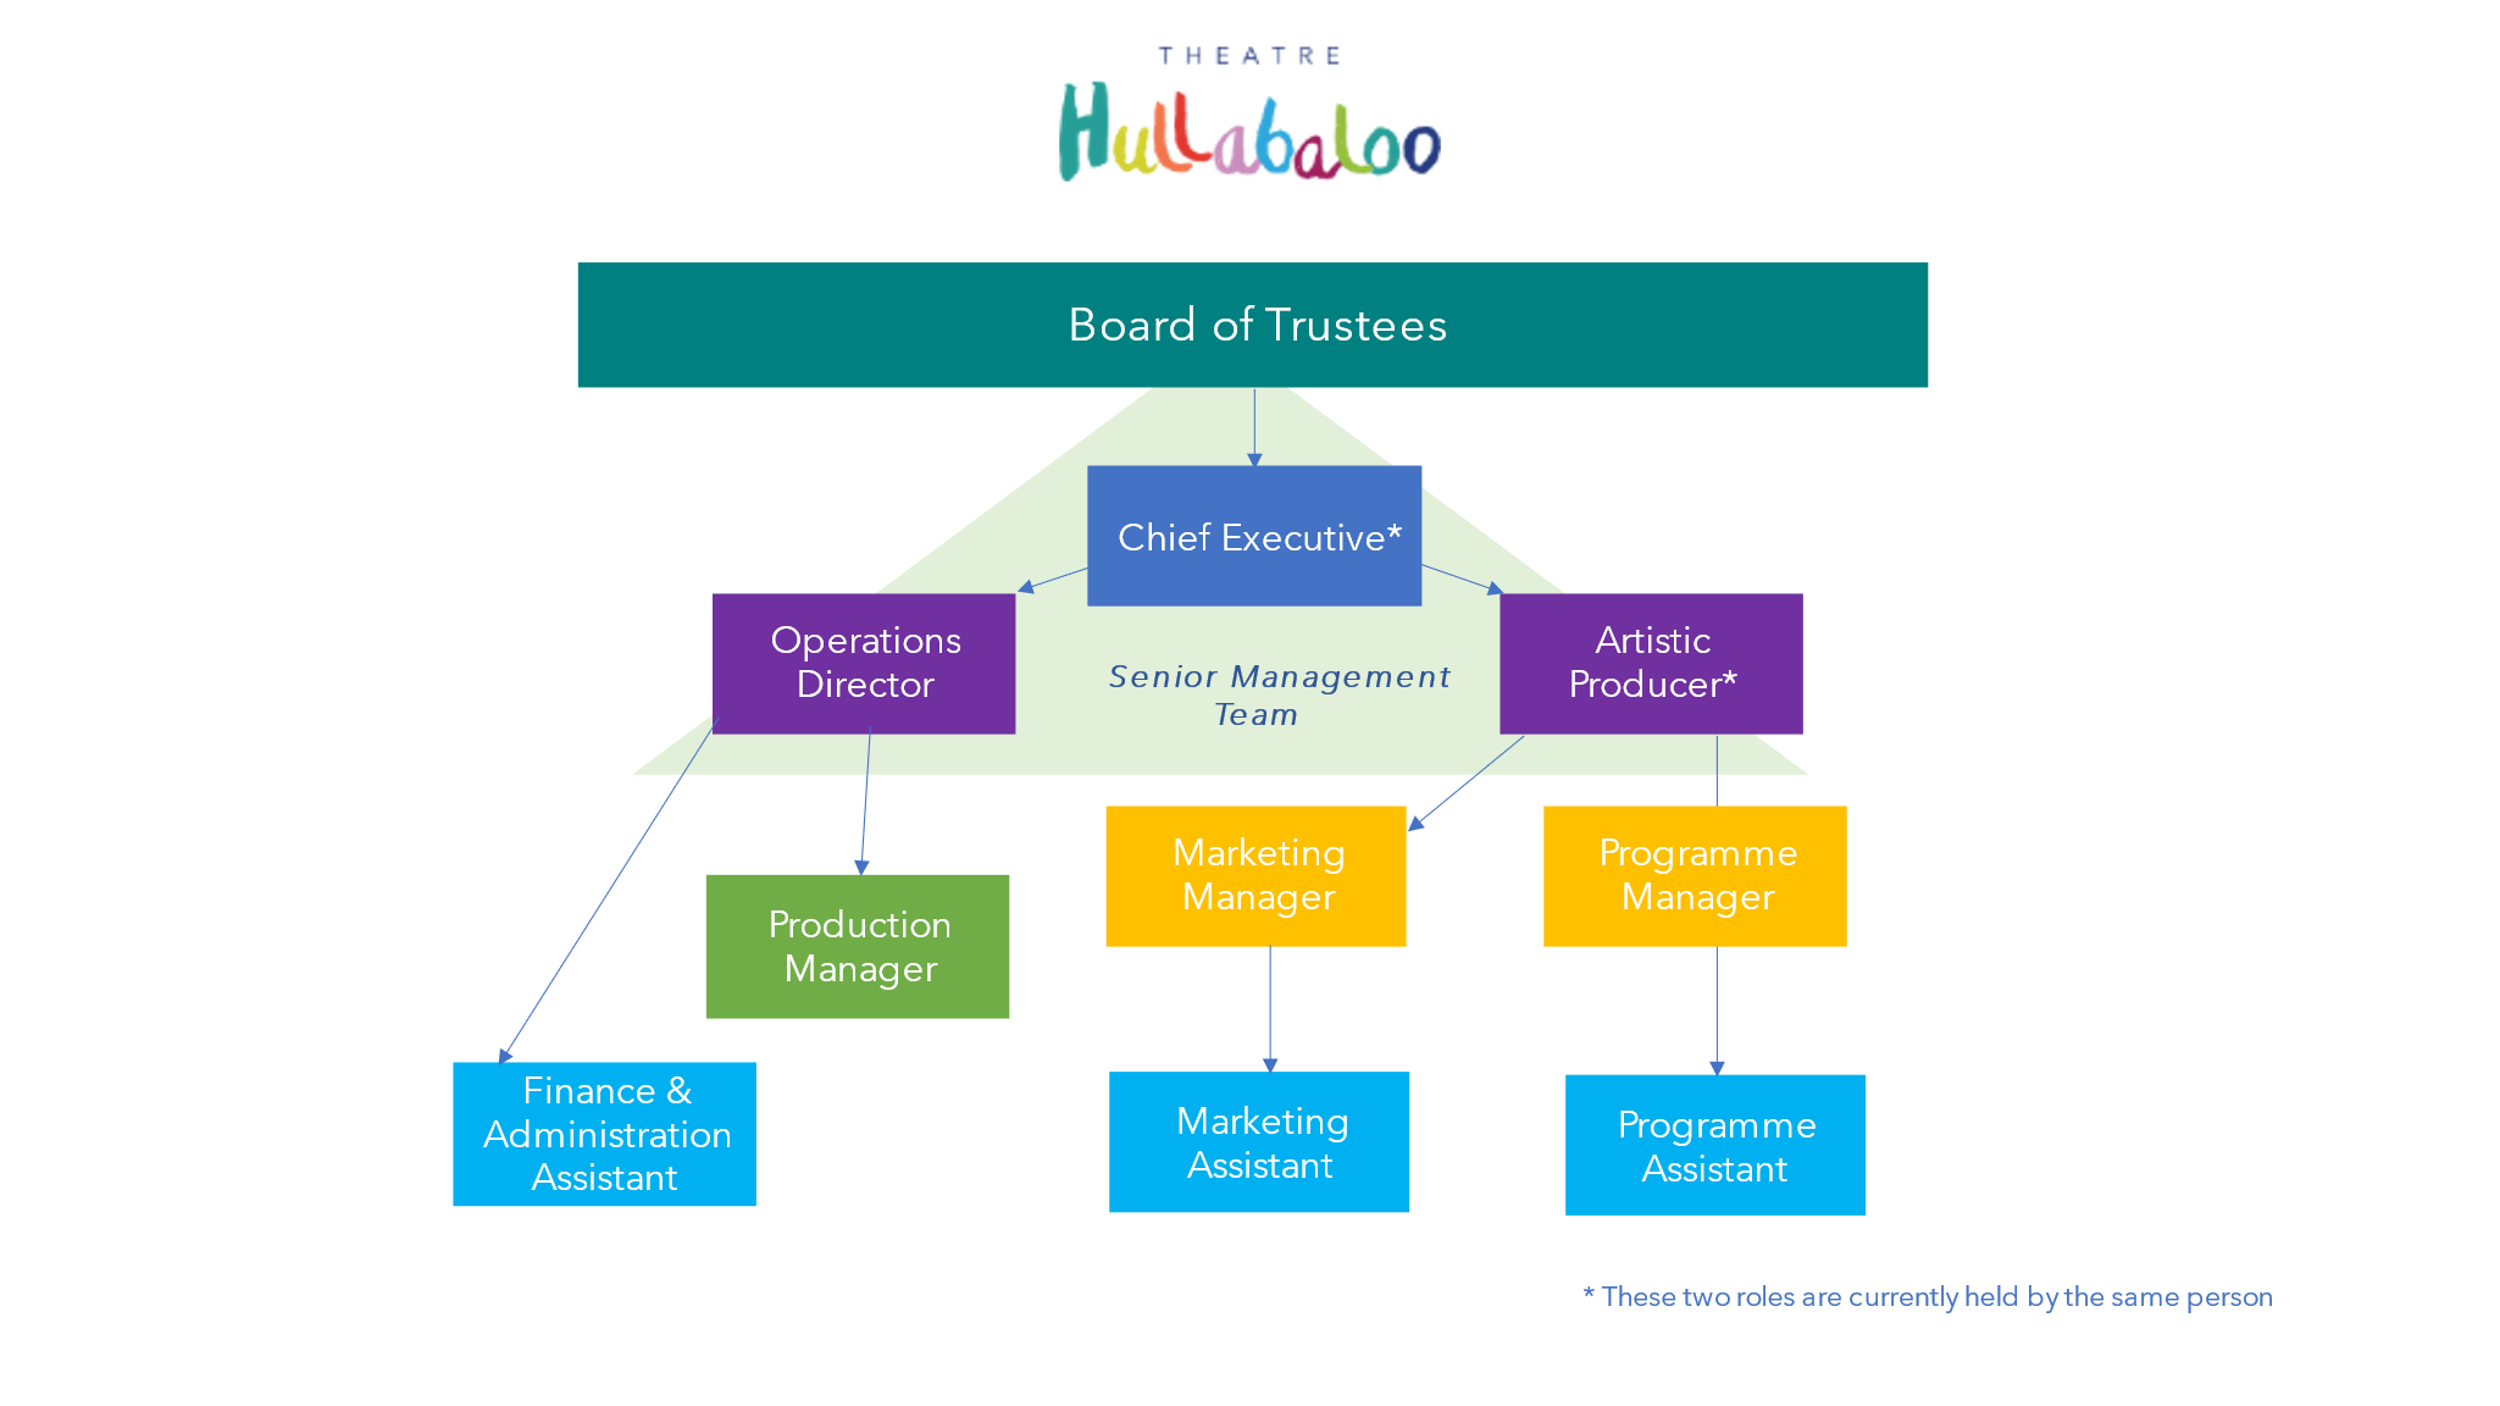 THEATRE
Hullabaloo
Board of Trustees
Chief Executive*
Operations
Director
Artistic
Producer*
Senior Management
Team
Marketing
Manager
Programme
Manager
Production
Manager
Finance &
Administration
Assistant
Marketing
Assistant
Programme
Assistant
* These two roles are currently held by the same person